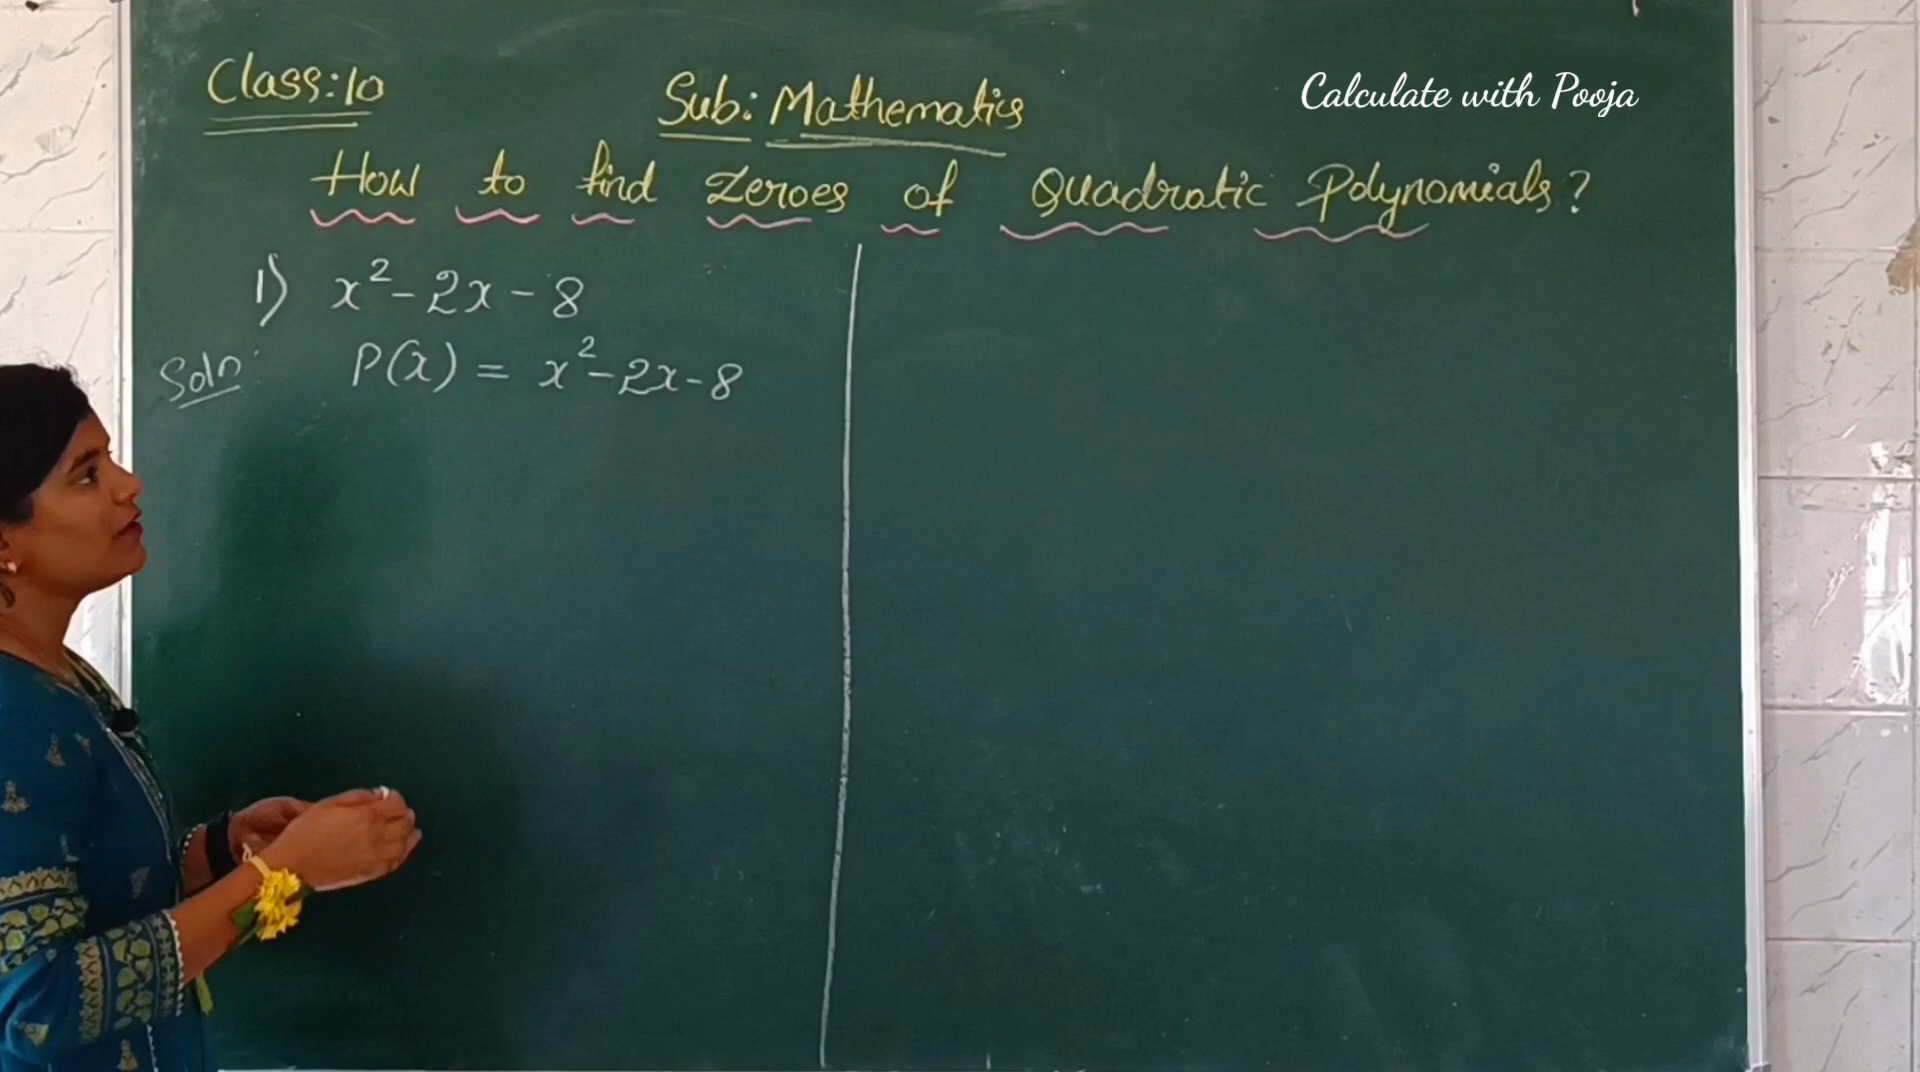 Class:10
Sub: Mathematics
Calculate with Pooja
How to find Zeroes of Quadratic Polynomials?
1) x² - 2x - 8
Soln: P(x) = x² - 2x - 8